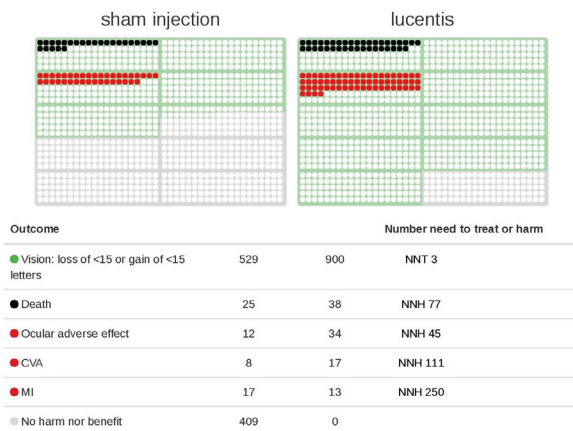 sham injection lucentis
Outcome Number need to treat or harm
Vision: loss of <15 or gain of <15 529 900 NNT 3
letters
Death 25 38 NNH 77
Ocular adverse effect 12 34 NNH 45
CVA 8 17 NNH 111
MI 17 13 NNH 250
No harm nor benefit 409 0